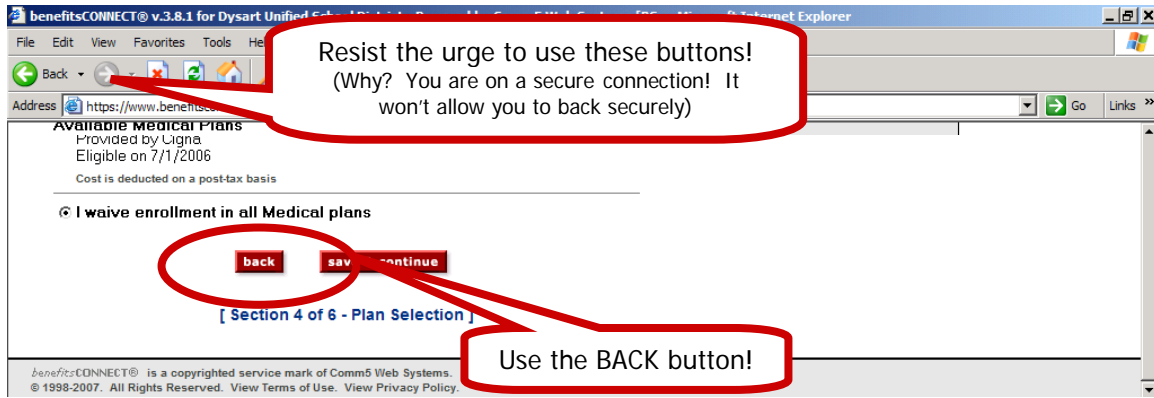 benefitsCONNECT® v.3.8.1 for Dysart Unified
Internet Explorer
File Edit View Favorites Tools
Resist the urge to use these buttons!
(Why? You are on a secure connection! It
won't allow you to back securely)
Back
Address https://www.benefitsc
Go Links »
Available Medical Plans
Provided by Cigna
Eligible on 7/1/2006
Cost is deducted on a post-tax basis
I waive enrollment in all Medical plans
back
continue
[ Section 4 of 6 - Plan Selection ]
Use the BACK button!
benefitsCONNECT® is a copyrighted service mark of Comm5 Web Systems.
© 1998-2007. All Rights Reserved. View Terms of Use. View Privacy Policy.